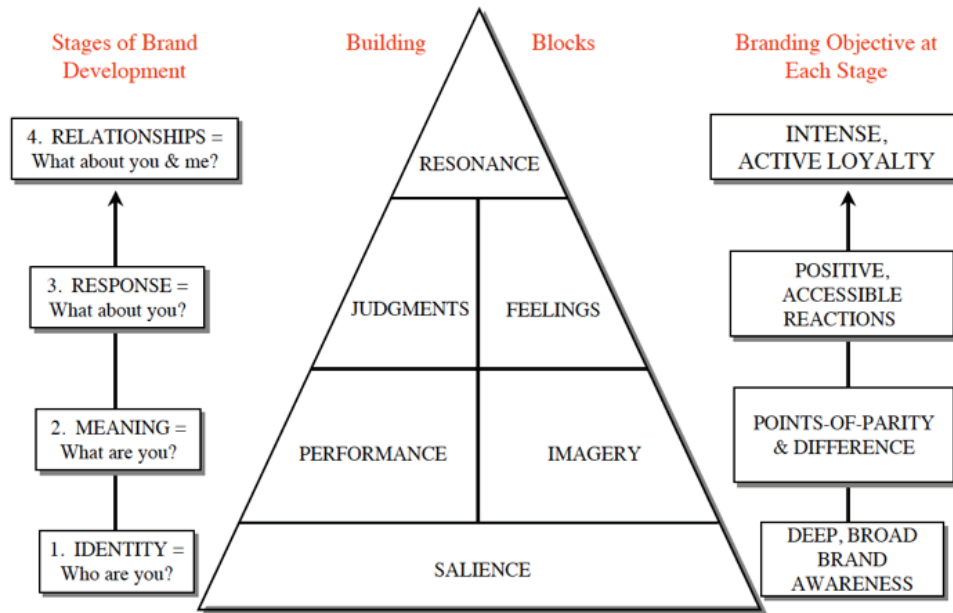 Stages of Brand
Development
Building
Blocks
Branding Objective at
Each Stage
4. RELATIONSHIPS =
What about you & me?
RESONANCE
INTENSE,
ACTIVE LOYALTY
3. RESPONSE =
What about you?
JUDGMENTS
FEELINGS
POSITIVE,
ACCESSIBLE
REACTIONS
2. MEANING =
What are you?
PERFORMANCE
IMAGERY
POINTS-OF-PARITY
& DIFFERENCE
1. IDENTITY =
Who are you?
SALIENCE
DEEP, BROAD
BRAND
AWARENESS